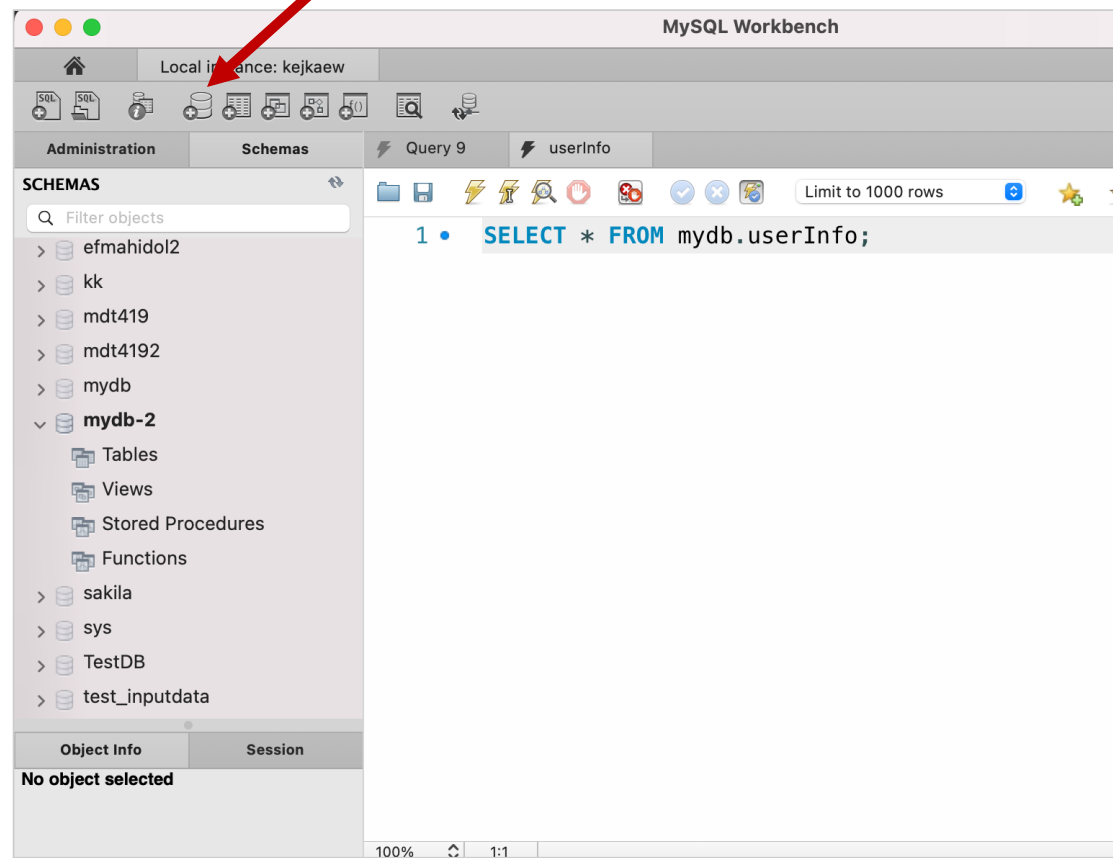 MySQL Workbench
Local instance: kejkaew
SQL SQL
Administration Schemas Query 9 userInfo
SCHEMAS
Limit to 1000 rows
Filter objects
1 SELECT * FROM mydb.userInfo;
efmahidol2
kk
mdt419
mdt4192
mydb
mydb-2
Tables
Views
Stored Procedures
Functions
sakila
sys
TestDB
test_inputdata
Object Info Session
No object selected
100% 1:1